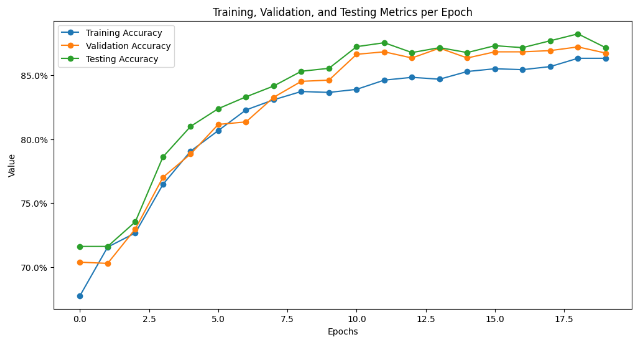 Training, Validation, and Testing Metrics per Epoch
Training Accuracy
Validation Accuracy
Testing Accuracy
85.0%
80.0%
75.0%
70.0%
Value
0.0 2.5 5.0 7.5 10.0 12.5 15.0 17.5
Epochs